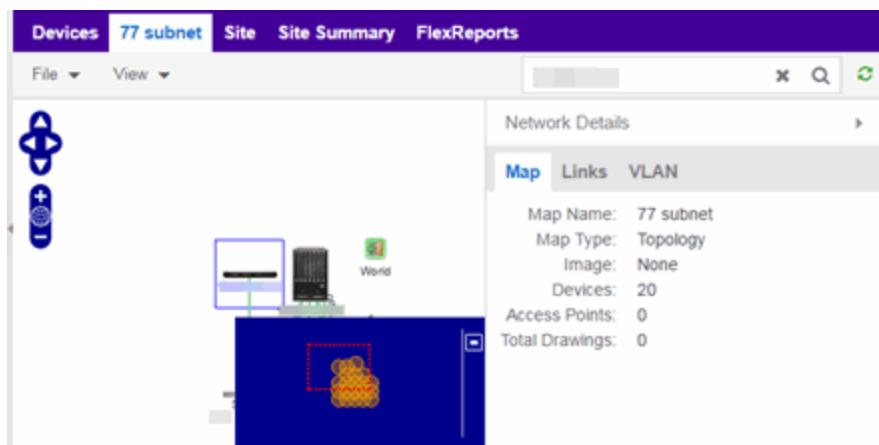 Devices 77 subnet Site Site Summary FlexReports
File View
Network Details
Map Links VLAN
Map Name: 77 subnet
Map Type: Topology
Image: None
Devices: 20
Access Points: 0
Total Drawings: 0
World